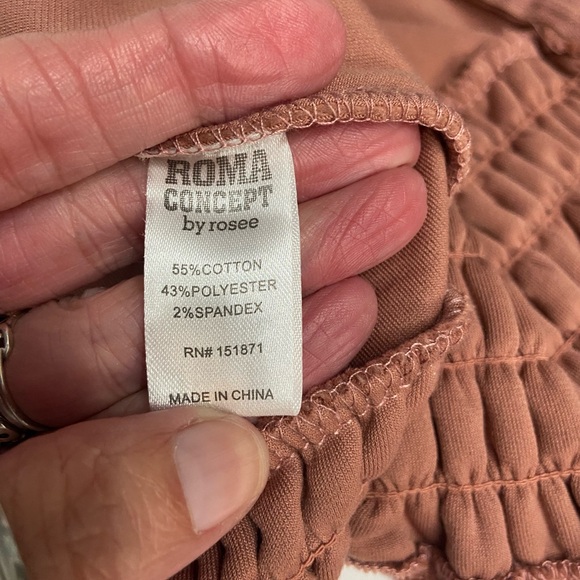 ROMA
CONCEPT
by rosee
55%COTTON
43%POLYESTER
2%SPANDEX
RN# 151871
MADE IN CHINA